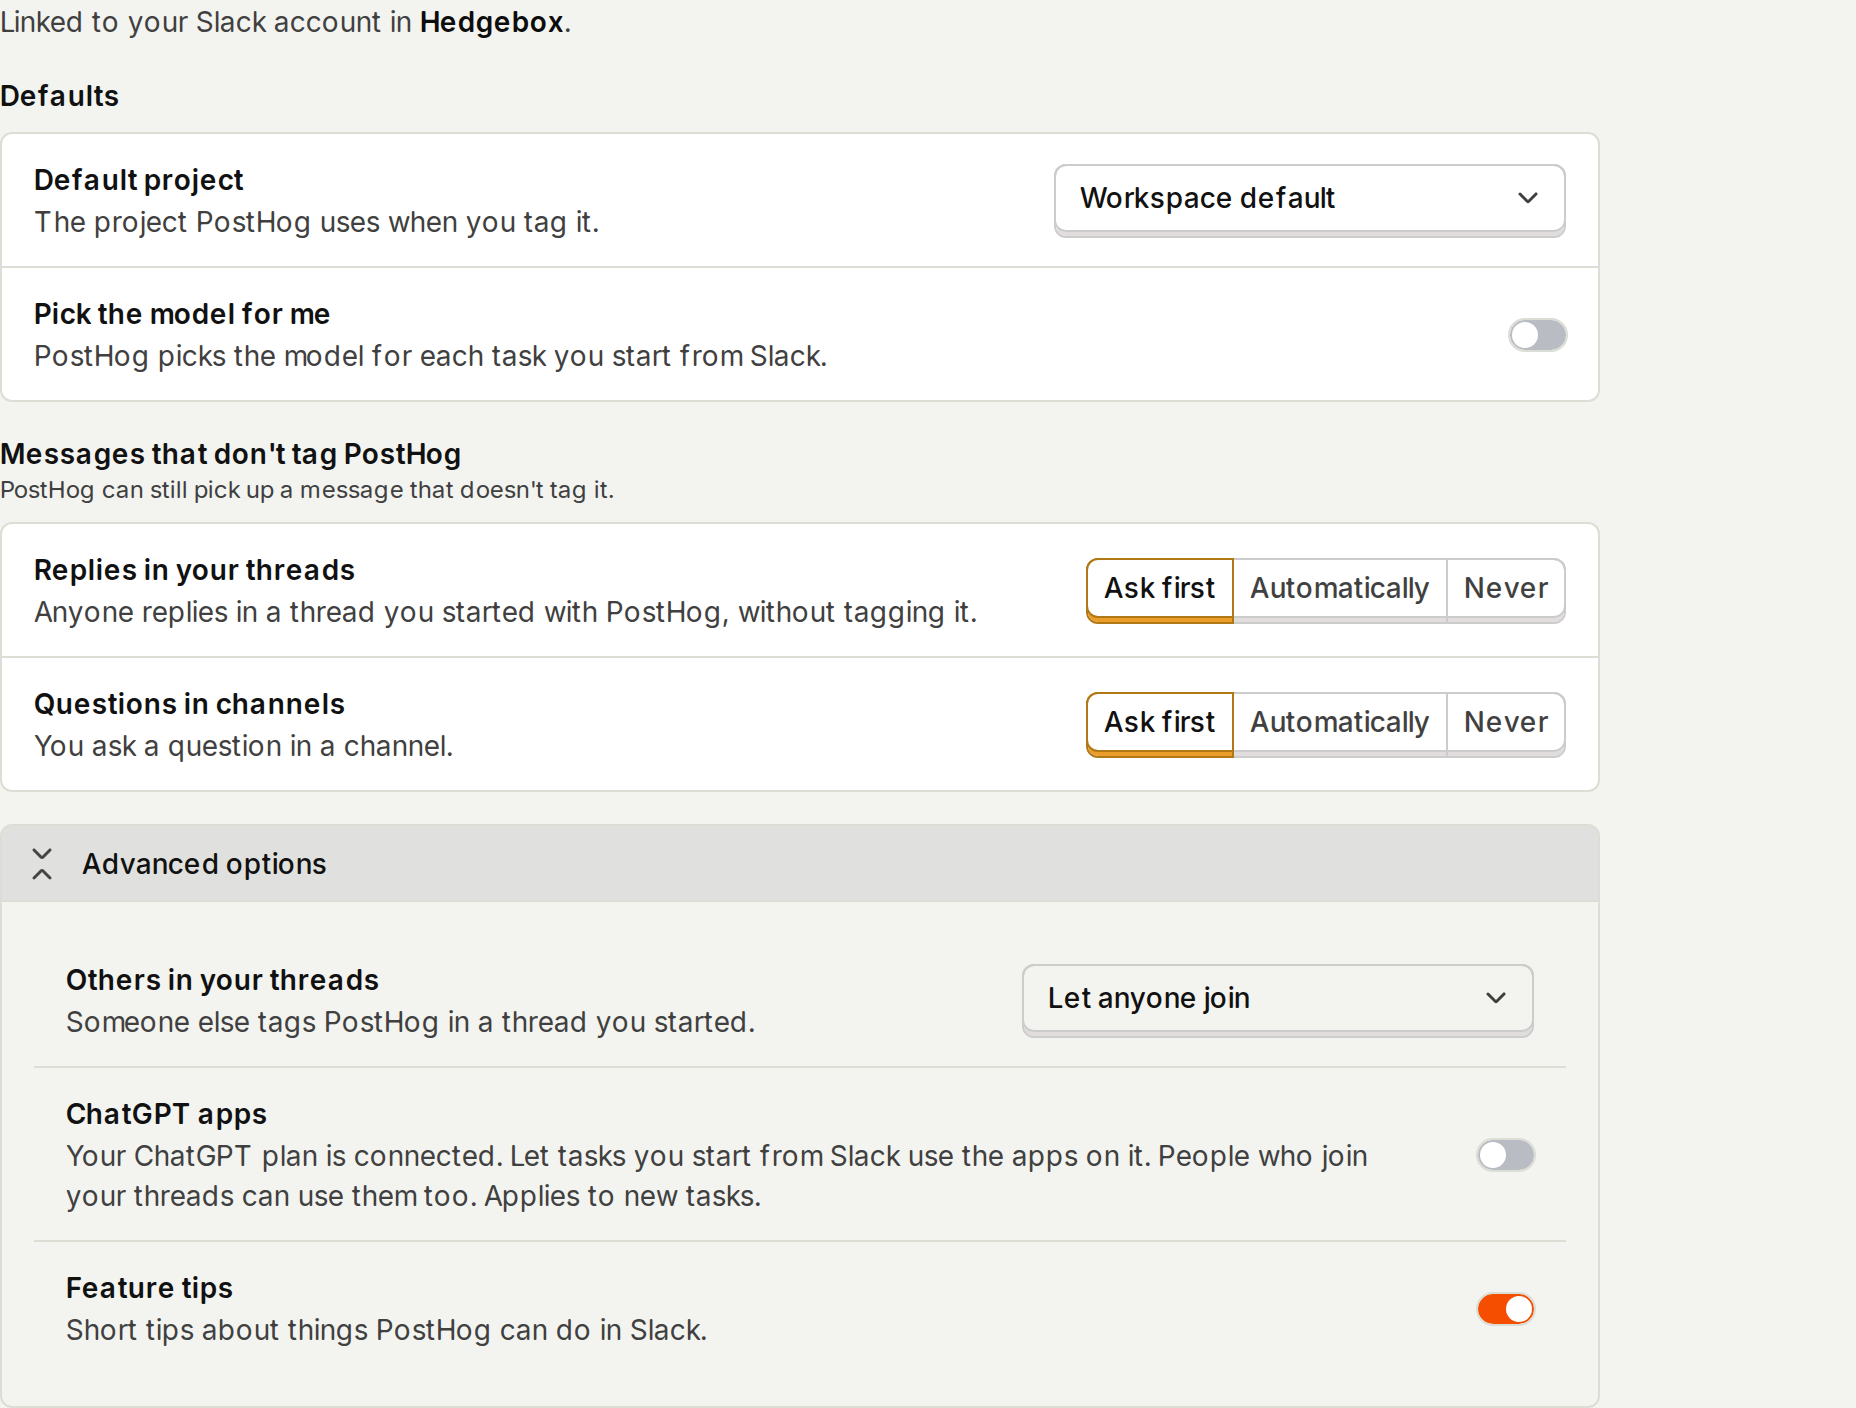 Linked to your Slack account in Hedgebox.
Defaults
Default project
The project PostHog uses when you tag it.
Workspace default
Pick the model for me
PostHog picks the model for each task you start from Slack.
Messages that don't tag PostHog
PostHog can still pick up a message that doesn't tag it.
Replies in your threads
Anyone replies in a thread you started with PostHog, without tagging it.
Ask first Automatically Never
Questions in channels
You ask a question in a channel.
Ask first Automatically Never
Advanced options
Others in your threads
Someone else tags PostHog in a thread you started.
Let anyone join
ChatGPT apps
Your ChatGPT plan is connected. Let tasks you start from Slack use the apps on it. People who join
your threads can use them too. Applies to new tasks.
Feature tips
Short tips about things PostHog can do in Slack.